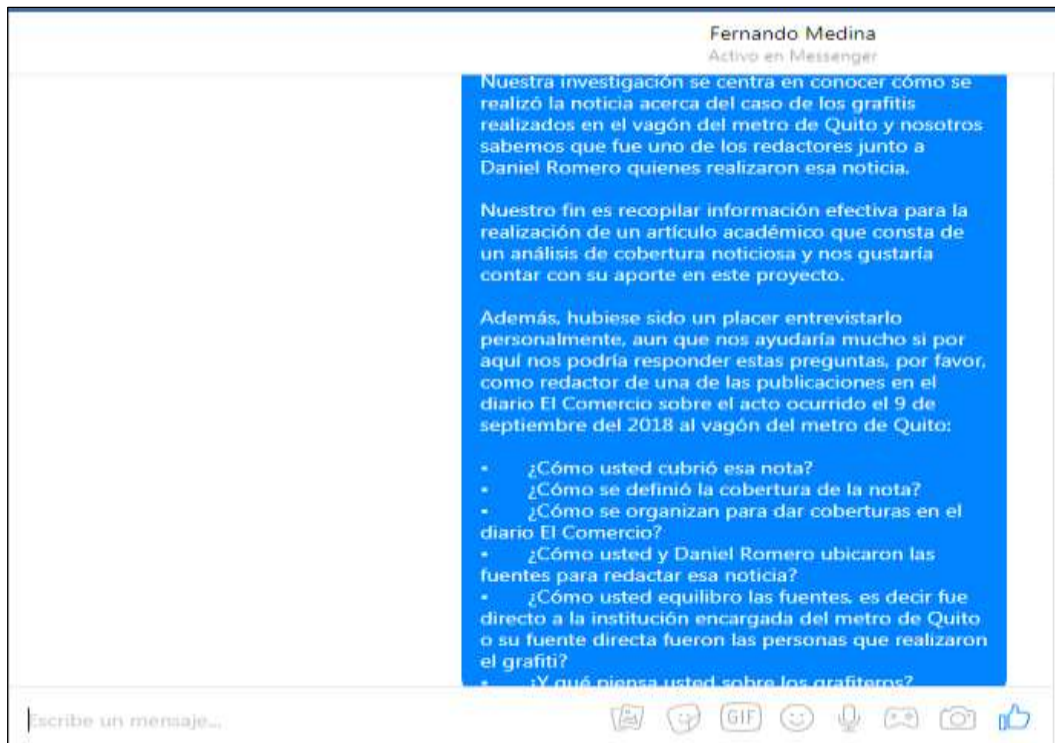 Fernando Medina
Activo en Messenger
Nuestra investigación se centra en conocer cómo se
realizó la noticia acerca del caso de los grafitis
realizados en el vagón del metro de Quito y nosotros
sabemos que fue uno de los redactores junto a
Daniel Romero quienes realizaron esa noticia.
Nuestro fin es recopilar información efectiva para la
realización de un artículo académico que consta de
un análisis de cobertura noticiosa y nos gustaría
contar con su aporte en este proyecto.
Además, hubiese sido un placer entrevistarlo
personalmente, aun que nos ayudaría mucho si por
aquí nos podría responder estas preguntas, por favor,
como redactor de una de las publicaciones en el
diario El Comercio sobre el acto ocurrido el 9 de
septiembre del 2018 al vagón del metro de Quito:
• ¿Cómo usted cubrió esa nota?
• ¿Cómo se definió la cobertura de la nota?
• ¿Cómo se organizan para dar coberturas en el
diario El Comercio?
• ¿Cómo usted y Daniel Romero ubicaron las
fuentes para redactar esa noticia?
• ¿Cómo usted equilibro las fuentes, es decir fue
directo a la institución encargada del metro de Quito
o su fuente directa fueron las personas que realizaron
el grafiti?
• ¿Y qué piensa usted sobre los grafiteros?
Escribe un mensaje...
GIF